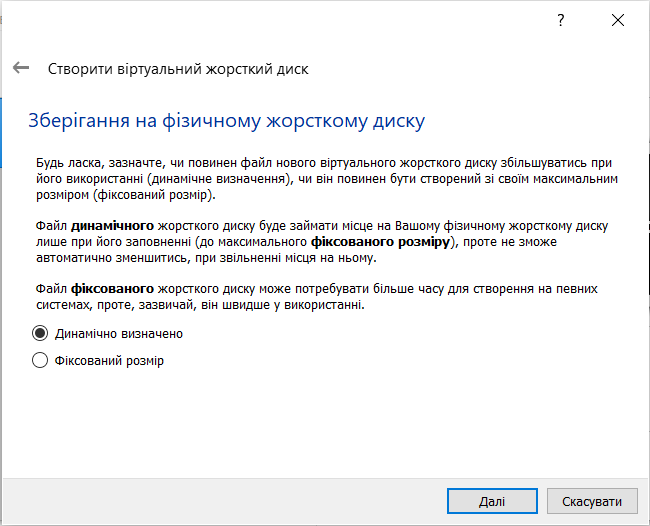 ?
Створити віртуальний жорсткий диск
Зберігання на фізичному жорсткому диску
Будь ласка, зазначте, чи повинен файл нового віртуального жорсткого диску збільшуватись при
його використанні (динамічне визначення), чи він повинен бути створений зі своїм максимальним
розміром (фіксований розмір).
Файл динамічного жорсткого диску буде займати місце на Вашому фізичному жорсткому диску
лише при його заповненні (до максимального фіксованого розміру), проте не зможе
автоматично зменшитись, при звільненні місця на ньому.
Файл фіксованого жорсткого диску може потребувати більше часу для створення на певних
системах, проте, зазвичай, він швидше у використанні.
Динамічно визначено
Фіксований розмір
Далі
Скасувати